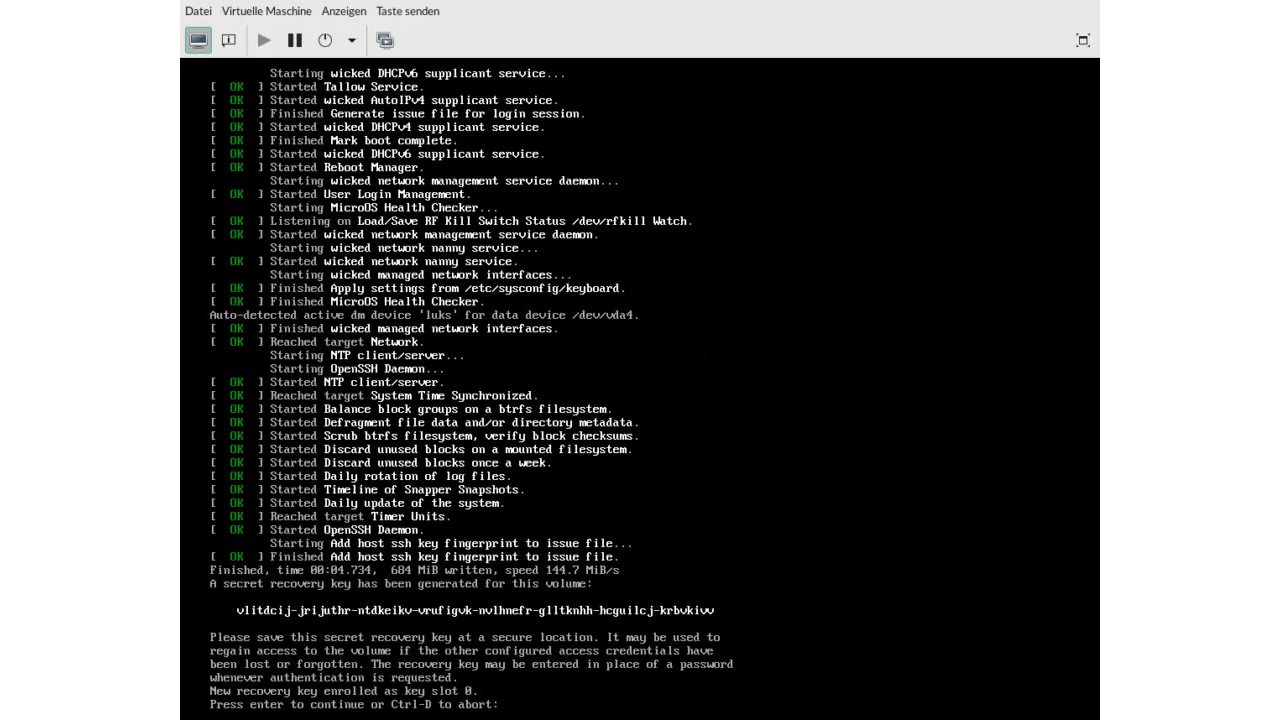 Datei Virtuelle Maschine Anzeigen Taste senden
Starting wicked DHCPv6 supplicant service...
[ OK ] Started Tallow Service.
[ OK ] Started wicked AutoIPv4 supplicant service.
[ OK ] Finished Generate issue file for login session.
[ OK ] Started wicked DHCPv4 supplicant service.
[ OK ] Finished Mark boot complete.
[ OK ] Started wicked DHCPv6 supplicant service.
[ OK ] Started Reboot Manager.
Starting wicked network management service daemon...
[ OK ] Started User Login Management.
Starting MicroOS Health Checker...
[ OK ] Listening on Load/Save RF Kill Switch Status /dev/rfkill Watch.
[ OK ] Started wicked network management service daemon.
Starting wicked network nanny service...
[ OK ] Started wicked network nanny service.
Starting wicked managed network interfaces...
[ OK ] Finished Apply settings from /etc/sysconfig/keyboard.
[ OK ] Finished MicroOS Health Checker.
Auto-detected active dm device 'luks' for data device /dev/vda4.
[ OK ] Finished wicked managed network interfaces.
[ OK ] Reached target Network.
Starting NTP client/server...
Starting OpenSSH Daemon...
[ OK ] Started NTP client/server.
[ OK ] Reached target System Time Synchronized.
[ OK ] Started Balance block groups on a btrfs filesystem.
[ OK ] Started Defragment file data and/or directory metadata.
[ OK ] Started Scrub btrfs filesystem, verify block checksums.
[ OK ] Started Discard unused blocks on a mounted filesystem.
[ OK ] Started Discard unused blocks once a week.
[ OK ] Started Daily rotation of log files.
[ OK ] Started Timeline of Snapper Snapshots.
[ OK ] Started Daily update of the system.
[ OK ] Reached target Timer Units.
[ OK ] Started OpenSSH Daemon.
Starting Add host ssh key fingerprint to issue file...
[ OK ] Finished Add host ssh key fingerprint to issue file.
Finished, time 00:04.734, 684 MiB written, speed 144.7 MiB/s
A secret recovery key has been generated for this volume:
vlitdcij-jrijuthr-ntdkeikv-vrufigvk-nvlhnefr-glltknhh-hcguilcj-krbvkivv
Please save this secret recovery key at a secure location. It may be used to
regain access to the volume if the other configured access credentials have
been lost or forgotten. The recovery key may be entered in place of a password
whenever authentication is requested.
New recovery key enrolled as key slot 0.
Press enter to continue or Ctrl-D to abort: